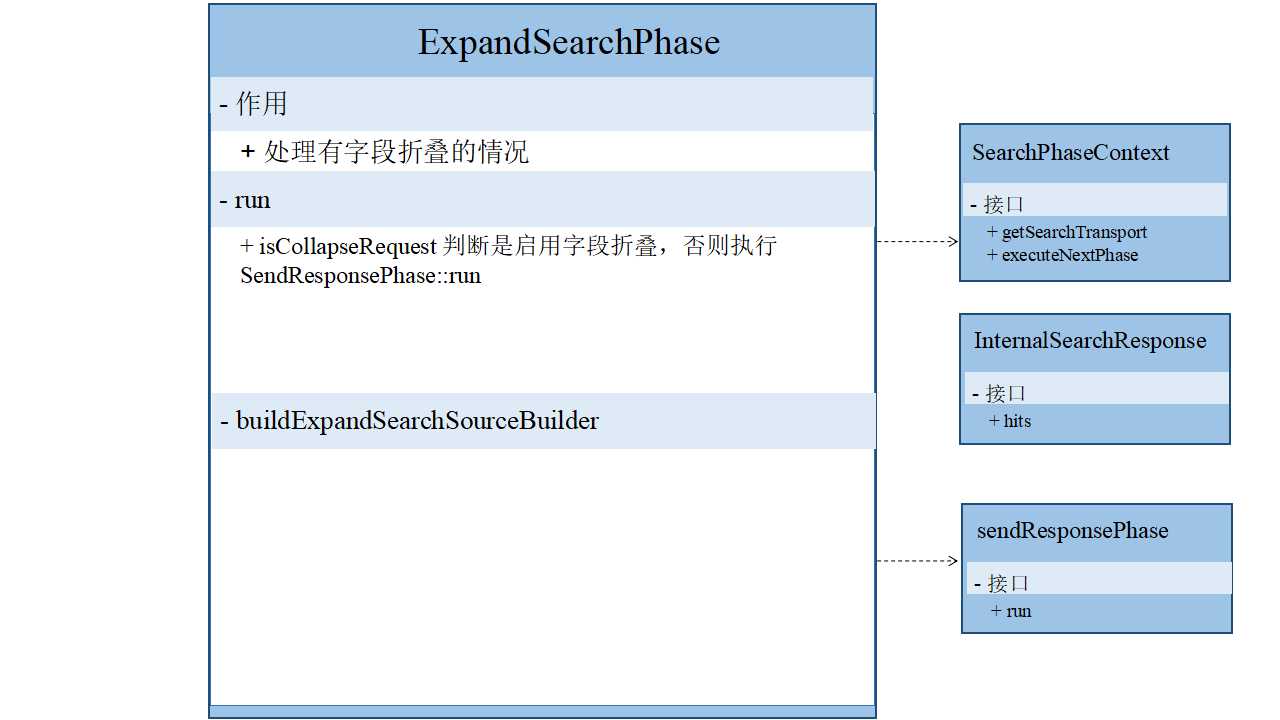 ExpandSearchPhase
- 作用
+ 处理有字段折叠的情况
- run
+ isCollapseRequest 判断是启用字段折叠，否则执行
SendResponsePhase::run
- buildExpandSearchSourceBuilder
SearchPhaseContext
- 接口
+ getSearchTransport
+ executeNextPhase
InternalSearchResponse
- 接口
+ hits
sendResponsePhase
- 接口
+ run